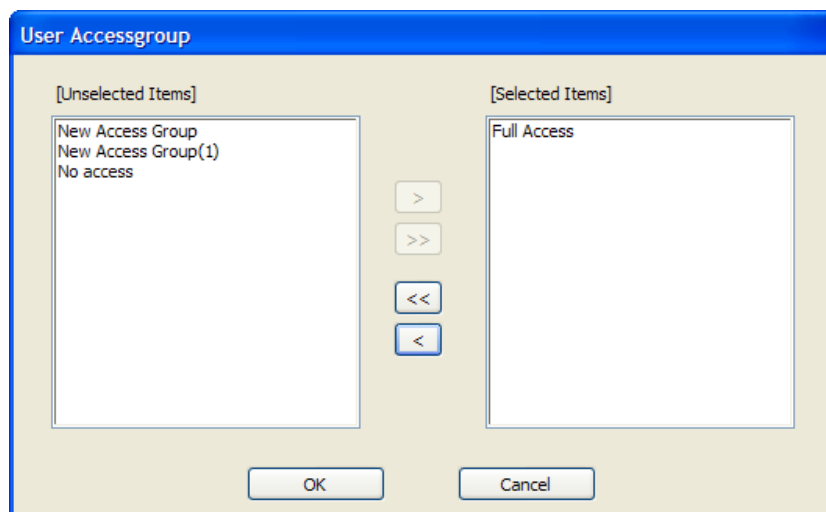 User Accessgroup
[Unselected Items]
[Selected Items]
New Access Group
New Access Group(1)
No access
Full Access
>
>>
<<
<
OK
Cancel